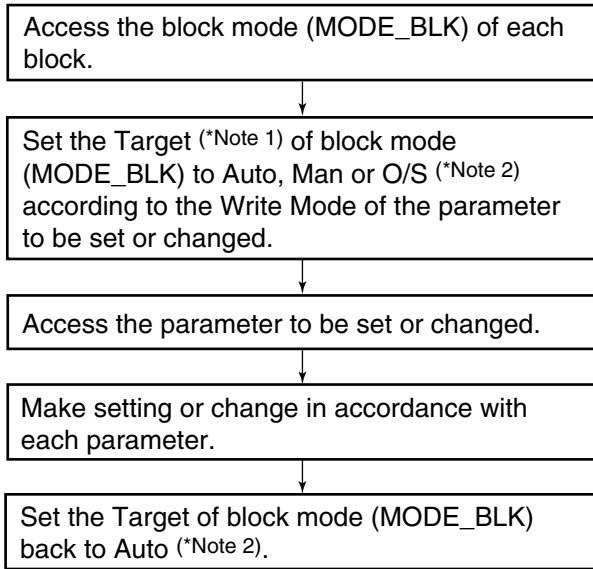 Access the block mode (MODE_BLK) of each
block.
Set the Target (*Note 1) of block mode
(MODE_BLK) to Auto, Man or O/S (*Note 2)
according to the Write Mode of the parameter
to be set or changed.
Access the parameter to be set or changed.
Make setting or change in accordance with
each parameter.
Set the Target of block mode (MODE_BLK)
back to Auto (*Note 2).